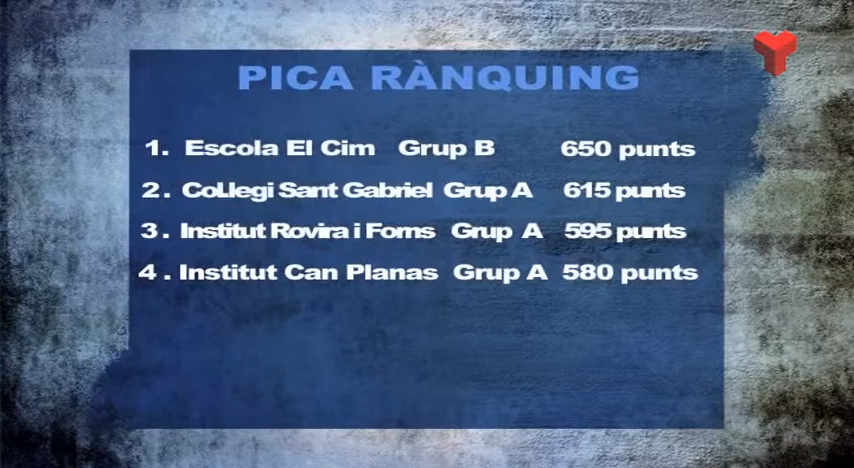 PICA RÀNQUING
1. Escola El Cim Grup B 650 punts
2. Col.legi Sant Gabriel Grup A 615 punts
3. Institut Rovira i Forns Grup A 595 punts
4. Institut Can Planas Grup A 580 punts